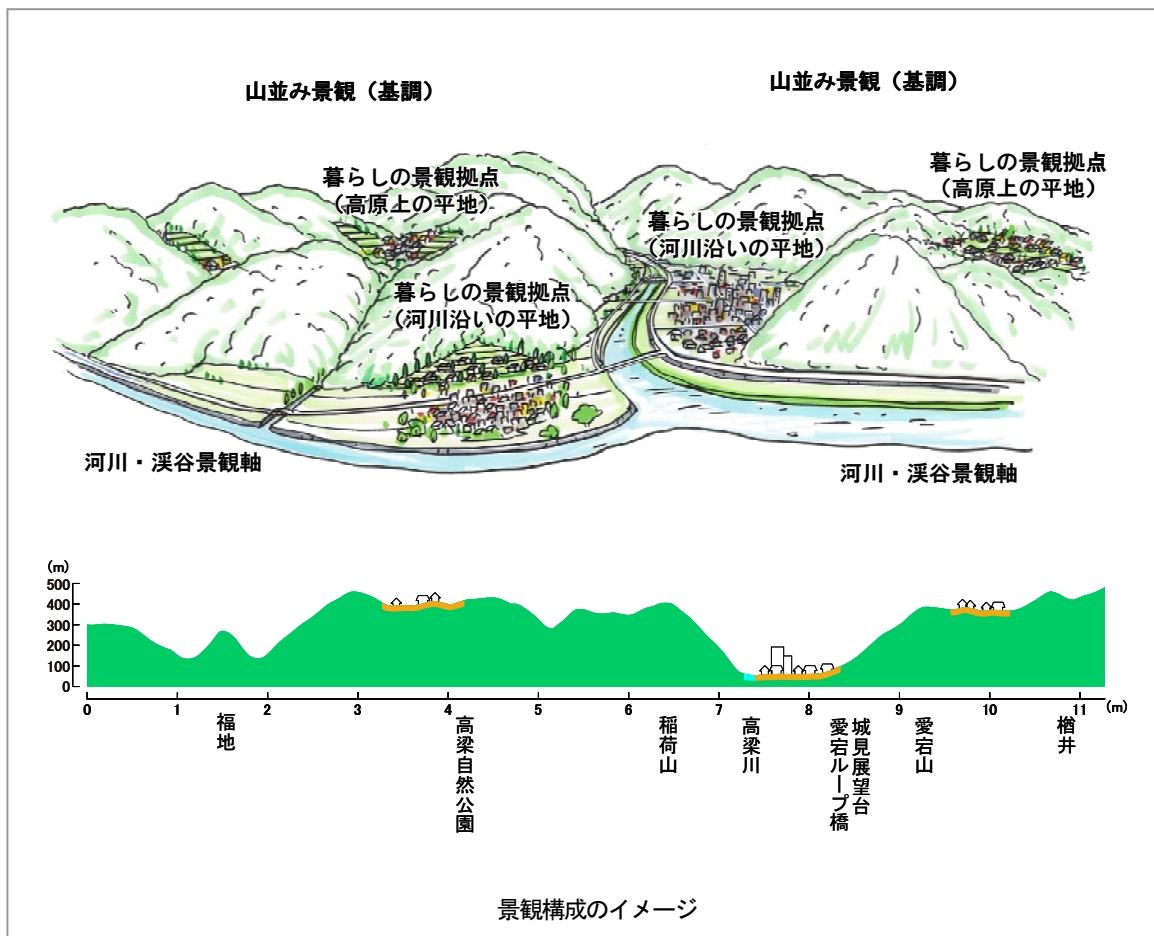 山並み景観（基調）
山並み景観（基調）
暮らしの景観拠点
（高原上の平地）
暮らしの景観拠点
（高原上の平地）
暮らしの景観拠点
（河川沿いの平地）
暮らしの景観拠点
（河川沿いの平地）
河川・渓谷景観軸
河川・渓谷景観軸
(m)
500
400
300
200
100
0
0 1 2 3 4 5 6 7 8 9 10 11 (m)
福地
高梁自然公園
稲荷山
高梁川
愛宕ループ橋
城見展望台
愛宕山
楢井
景観構成のイメージ